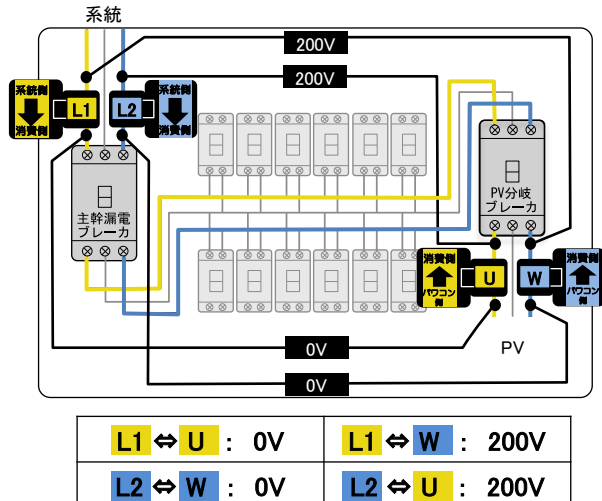 系統
200V
200V
系統側
消費側
L1
L2
系統側
消費側
主幹漏電
ブレーカ
PV分岐
ブレーカ
消費側
パワコン
側
U
W
消費側
パワコン
側
PV
0V
0V
L1 ⇔ U : 0V
L1 ⇔ W : 200V
L2 ⇔ W : 0V
L2 ⇔ U : 200V